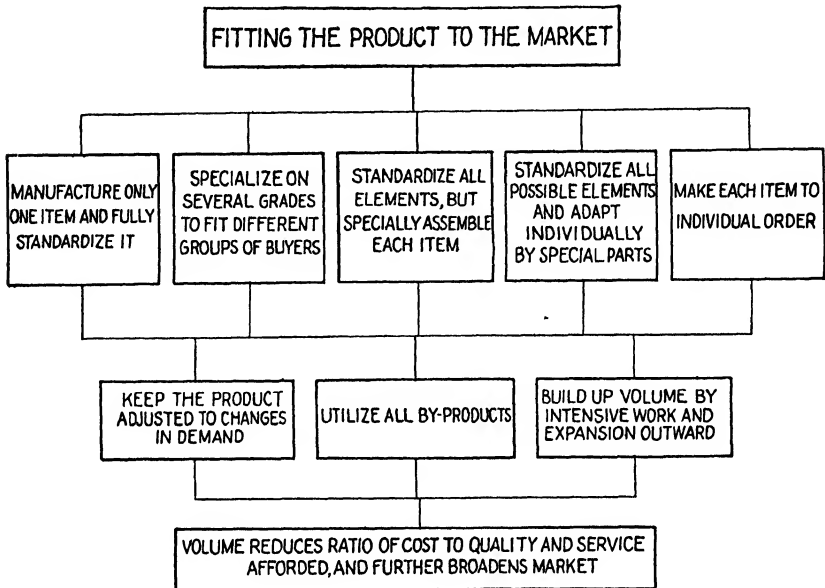 FITTING THE PRODUCT TO THE MARKET
MANUFACTURE ONLY
ONE ITEM AND FULLY
STANDARDIZE IT
SPECIALIZE ON
SEVERAL GRADES
TO FIT DIFFERENT
GROUPS OF BUYERS
STANDARDIZE ALL
ELEMENTS, BUT
SPECIALLY ASSEMBLE
EACH ITEM
STANDARDIZE ALL
POSSIBLE ELEMENTS
AND ADAPT
INDIVIDUALLY
BY SPECIAL PARTS
MAKE EACH ITEM TO
INDIVIDUAL ORDER
KEEP THE PRODUCT
ADJUSTED TO CHANGES
IN DEMAND
UTILIZE ALL BY-PRODUCTS
BUILD UP VOLUME BY
INTENSIVE WORK AND
EXPANSION OUTWARD
VOLUME REDUCES RATIO OF COST TO QUALITY AND SERVICE
AFFORDED, AND FURTHER BROADENS MARKET